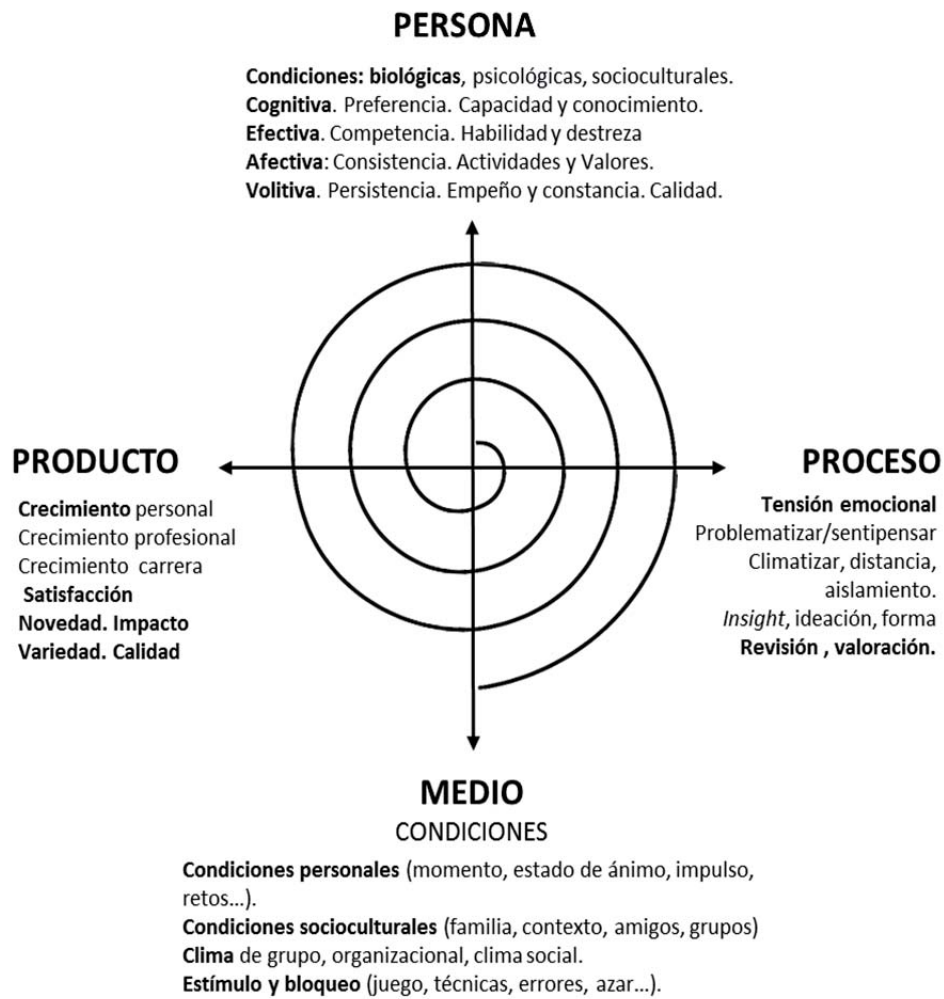 PERSONA
Condiciones: biológicas, psicológicas, socioculturales.
Cognitiva. Preferencia. Capacidad y conocimiento.
Efectiva. Competencia. Habilidad y destreza
Afectiva: Consistencia. Actividades y Valores.
Volitiva. Persistencia. Empeño y constancia. Calidad.
PRODUCTO
Crecimiento personal
Crecimiento profesional
Crecimiento carrera
Satisfacción
Novedad. Impacto
Variedad. Calidad
PROCESO
Tensión emocional
Problematizar/sentipensar
Climatizar, distancia,
aislamiento.
Insight, ideación, forma
Revisión , valoración.
MEDIO
CONDICIONES
Condiciones personales (momento, estado de ánimo, impulso,
retos...).
Condiciones socioculturales (familia, contexto, amigos, grupos)
Clima de grupo, organizacional, clima social.
Estímulo y bloqueo (juego, técnicas, errores, azar...).